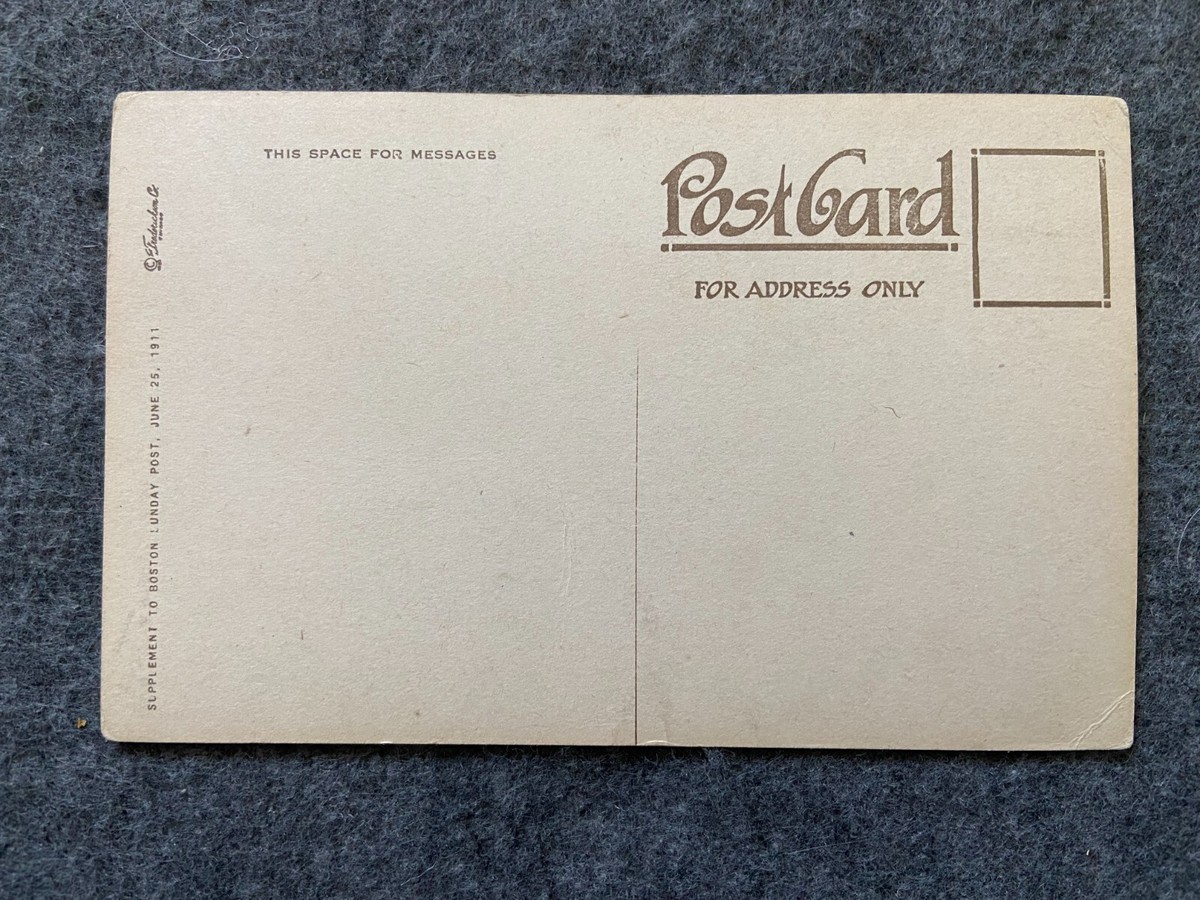 THIS SPACE FOR MESSAGES
Post Card
FOR ADDRESS ONLY
©
SUPPLEMENT TO BOSTON SUNDAY POST, JUNE 25, 1911